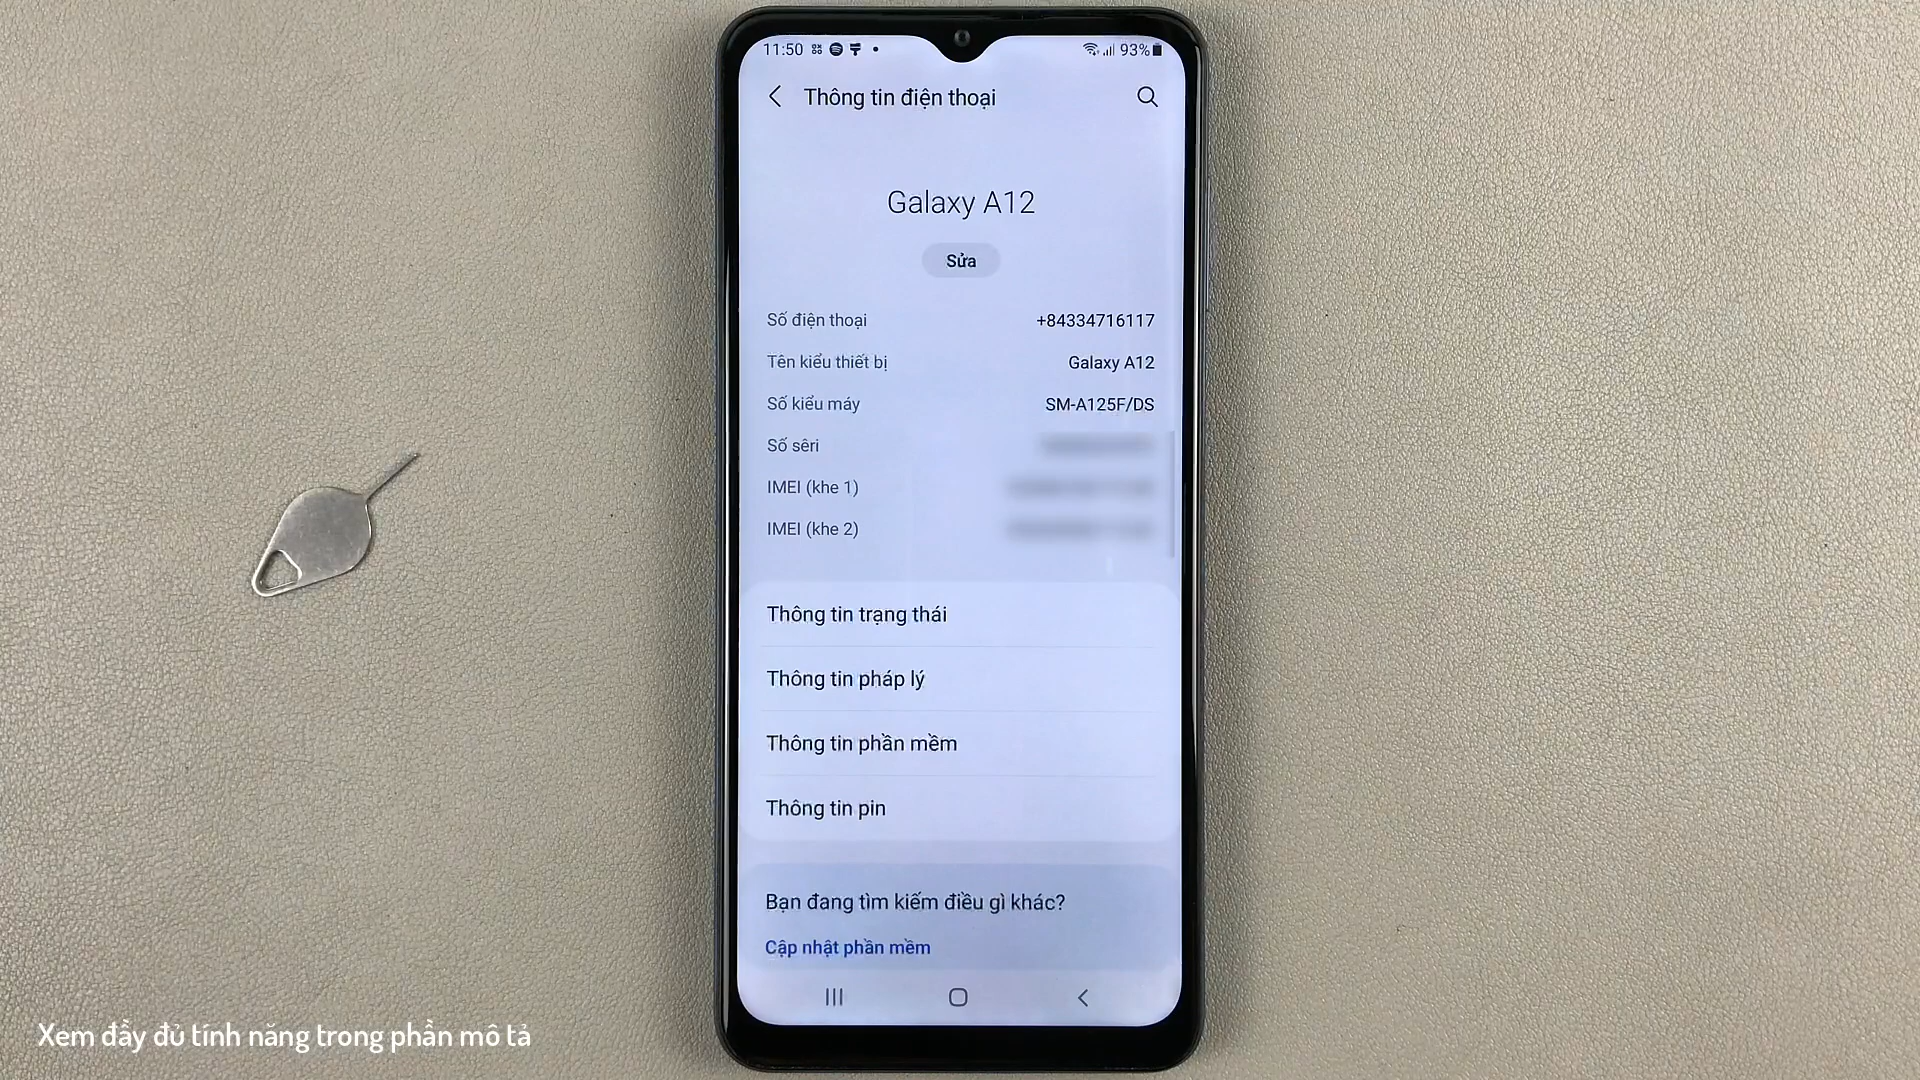 11:50 93%
Thông tin điện thoại
Galaxy A12
Sửa
Số điện thoại +84334716117
Tên kiểu thiết bị Galaxy A12
Số kiểu máy SM-A125F/DS
Số sêri
IMEI (khe 1)
IMEI (khe 2)
Thông tin trạng thái
Thông tin pháp lý
Thông tin phần mềm
Thông tin pin
Bạn đang tìm kiếm điều gì khác?
Cập nhật phần mềm
Xem đầy đủ tính năng trong phần mô tả